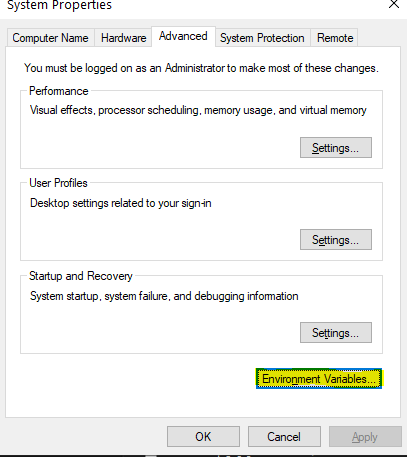 System Properties
Computer Name Hardware Advanced System Protection Remote
You must be logged on as an Administrator to make most of these changes.
Performance
Visual effects, processor scheduling, memory usage, and virtual memory
Settings...
User Profiles
Desktop settings related to your sign-in
Settings...
Startup and Recovery
System startup, system failure, and debugging information
Settings...
Environment Variables...
OK Cancel Apply